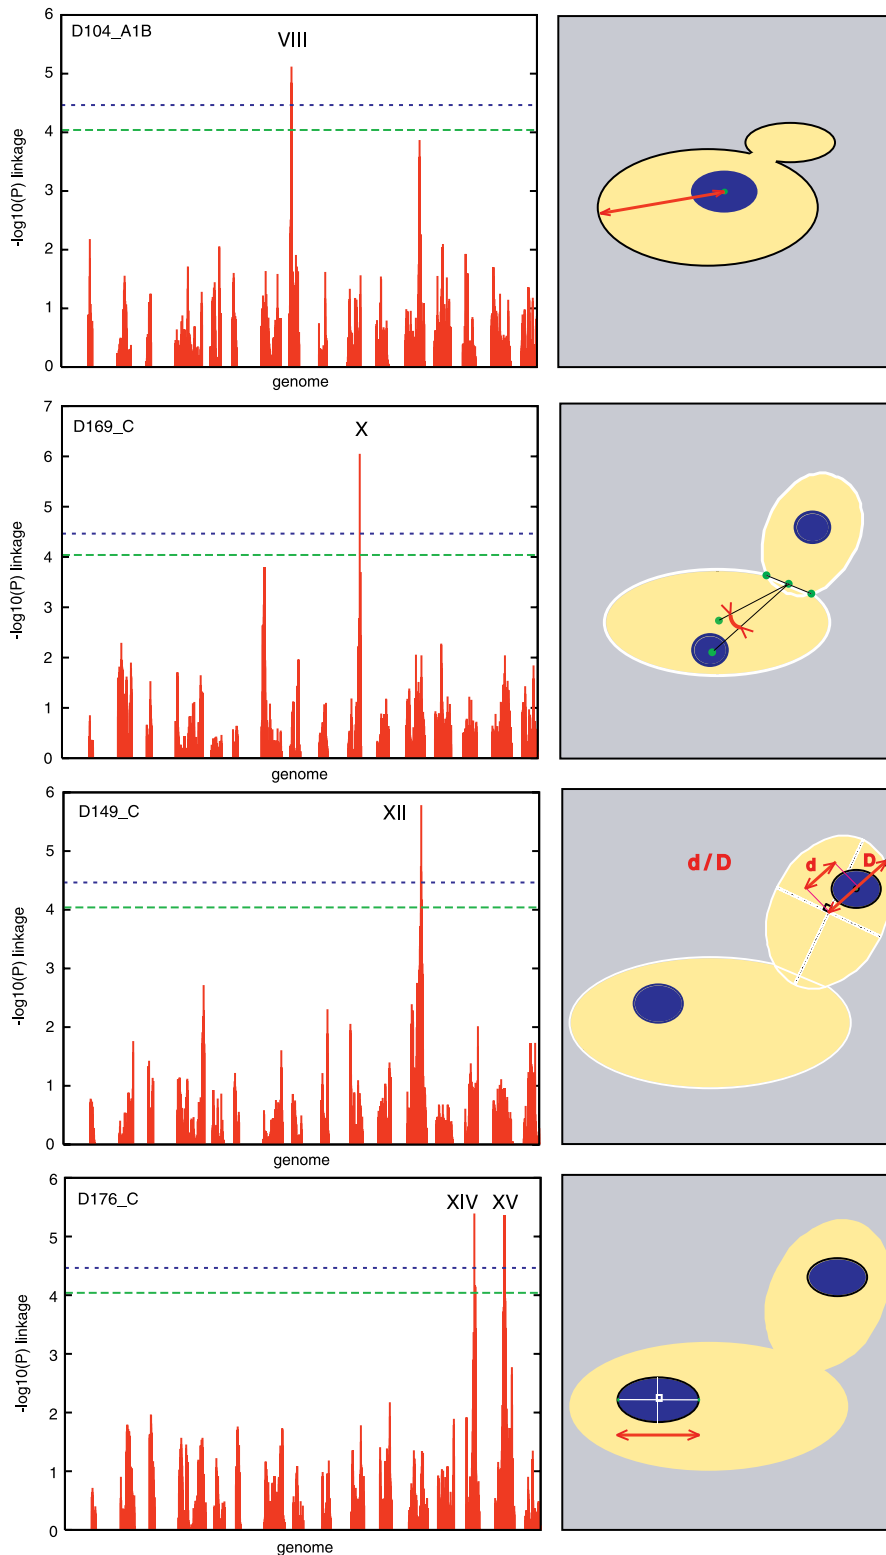 D104_A1B
VIII
6
5
4
3
2
1
0
-log10(P) linkage
genome
D169_C
X
7
6
5
4
3
2
1
0
-log10(P) linkage
genome
D149_C
XII
6
5
4
3
2
1
0
-log10(P) linkage
genome
d/D
d
D
D176_C
XIV XV
6
5
4
3
2
1
0
-log10(P) linkage
genome